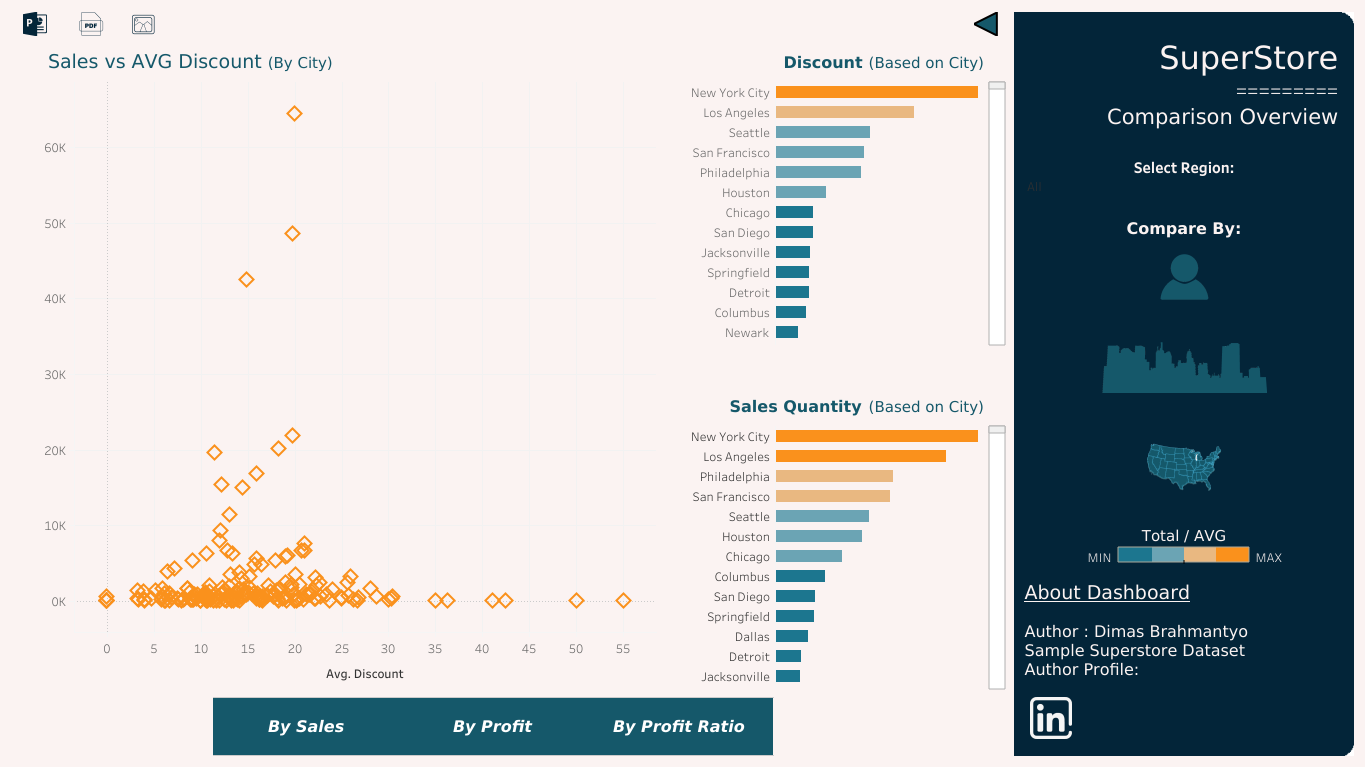 P
PDF
Sales vs AVG Discount (By City)
60K
50K
40K
30K
20K
10K
0K
0 5 10 15 20 25 30 35 40 45 50 55
Avg. Discount
Discount (Based on City)
New York City
Los Angeles
Seattle
San Francisco
Philadelphia
Houston
Chicago
San Diego
Jacksonville
Springfield
Detroit
Columbus
Newark
Sales Quantity (Based on City)
New York City
Los Angeles
Philadelphia
San Francisco
Seattle
Houston
Chicago
Columbus
San Diego
Springfield
Dallas
Detroit
Jacksonville
By Sales By Profit By Profit Ratio
SuperStore
=========
Comparison Overview
Select Region:
All
Compare By:
Total / AVG
MIN MAX
About Dashboard
Author : Dimas Brahmantyo
Sample Superstore Dataset
Author Profile:
in